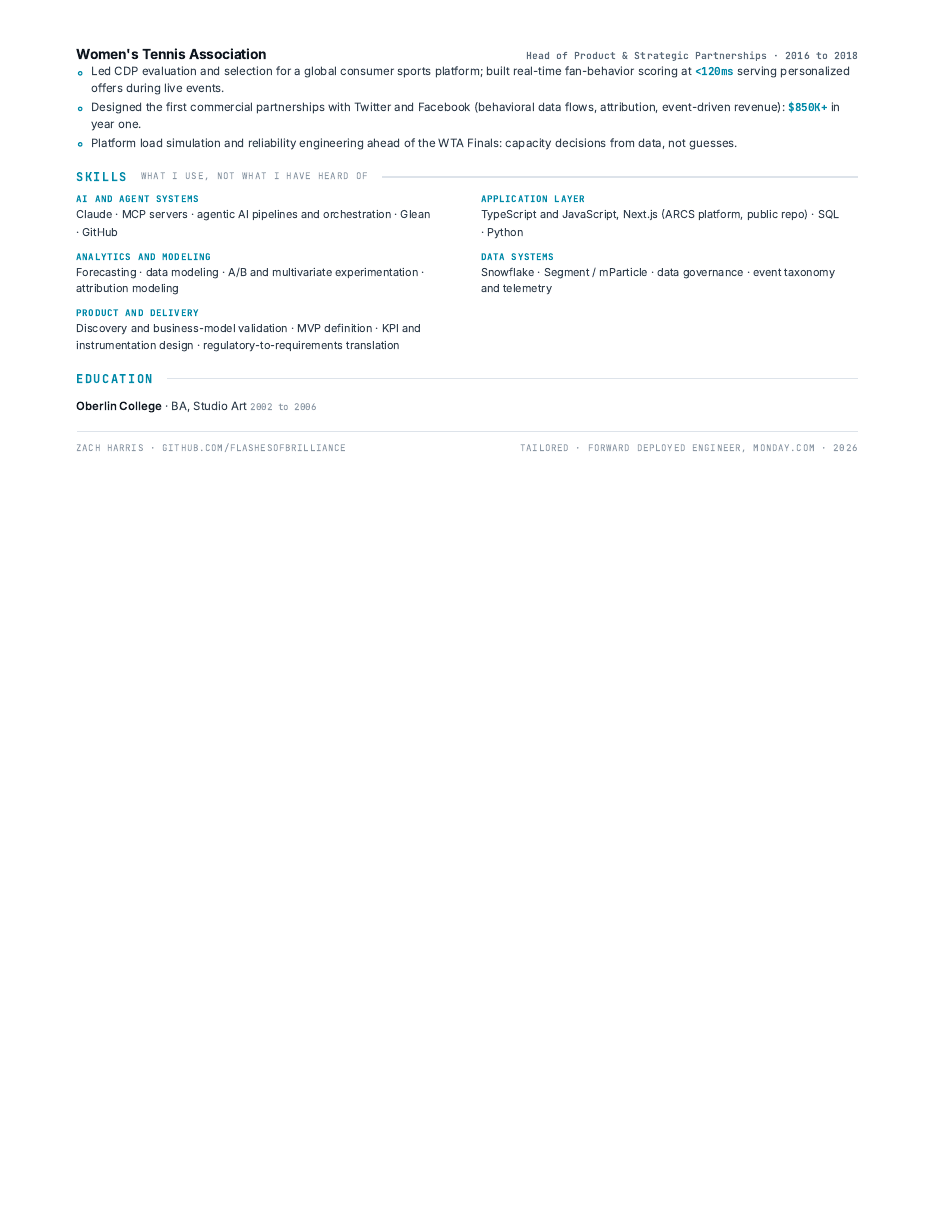 Women's Tennis Association
Head of Product & Strategic Partnerships · 2016 to 2018
Led CDP evaluation and selection for a global consumer sports platform; built real-time fan-behavior scoring at <120ms serving personalized
offers during live events.
Designed the first commercial partnerships with Twitter and Facebook (behavioral data flows, attribution, event-driven revenue): $850K+ in
year one.
Platform load simulation and reliability engineering ahead of the WTA Finals: capacity decisions from data, not guesses.
SKILLS WHAT I USE, NOT WHAT I HAVE HEARD OF
AI AND AGENT SYSTEMS
Claude · MCP servers · agentic AI pipelines and orchestration · Glean
· GitHub
APPLICATION LAYER
TypeScript and JavaScript, Next.js (ARCS platform, public repo) · SQL
· Python
ANALYTICS AND MODELING
Forecasting · data modeling · A/B and multivariate experimentation ·
attribution modeling
DATA SYSTEMS
Snowflake · Segment / mParticle · data governance · event taxonomy
and telemetry
PRODUCT AND DELIVERY
Discovery and business-model validation · MVP definition · KPI and
instrumentation design · regulatory-to-requirements translation
EDUCATION
Oberlin College · BA, Studio Art 2002 to 2006
ZACH HARRIS · GITHUB.COM/FLASHESOFBRILLIANCE
TAILORED · FORWARD DEPLOYED ENGINEER, MONDAY.COM · 2026